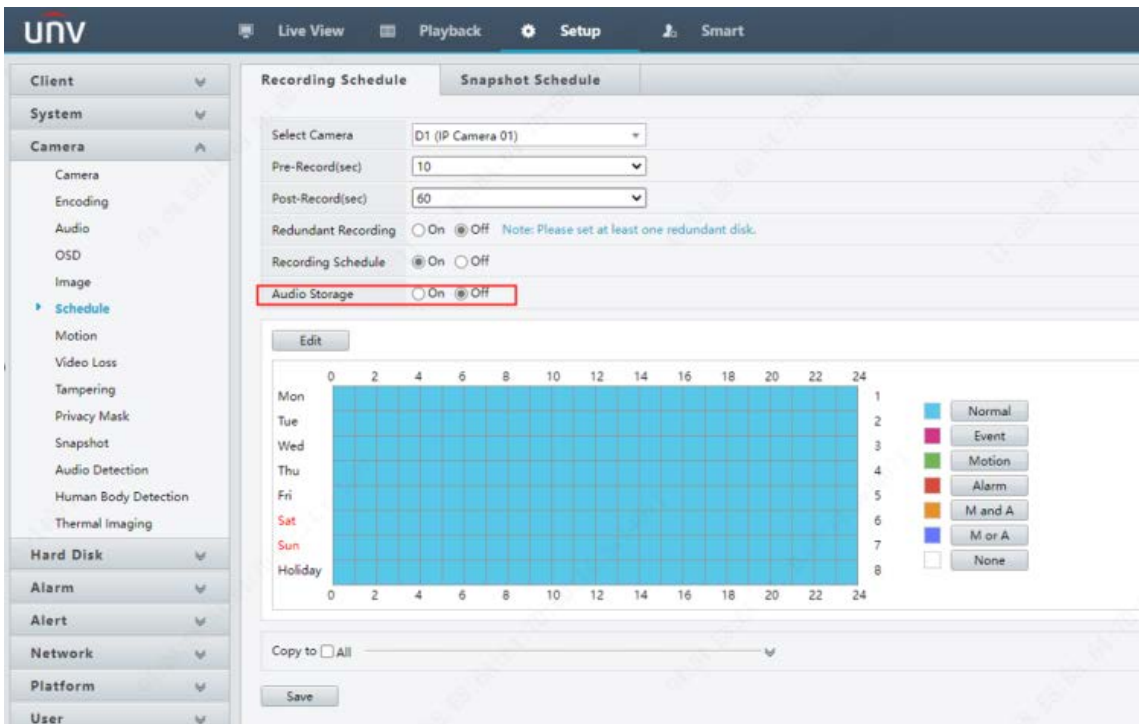 unv Live View Playback Setup Smart
Client
System
Camera
Camera
Encoding
Audio
OSD
Image
Schedule
Motion
Video Loss
Tampering
Privacy Mask
Snapshot
Audio Detection
Human Body Detection
Thermal Imaging
Hard Disk
Alarm
Alert
Network
Platform
User
Recording Schedule Snapshot Schedule
Select Camera D1 (IP Camera 01)
Pre-Record(sec) 10
Post-Record(sec) 60
Redundant Recording On Off Note: Please set at least one redundant disk.
Recording Schedule On Off
Audio Storage On Off
Edit
0 2 4 6 8 10 12 14 16 18 20 22 24
Mon 1
Tue 2
Wed 3
Thu 4
Fri 5
Sat 6
Sun 7
Holiday 8
0 2 4 6 8 10 12 14 16 18 20 22 24
Normal
Event
Motion
Alarm
M and A
M or A
None
Copy to All
Save